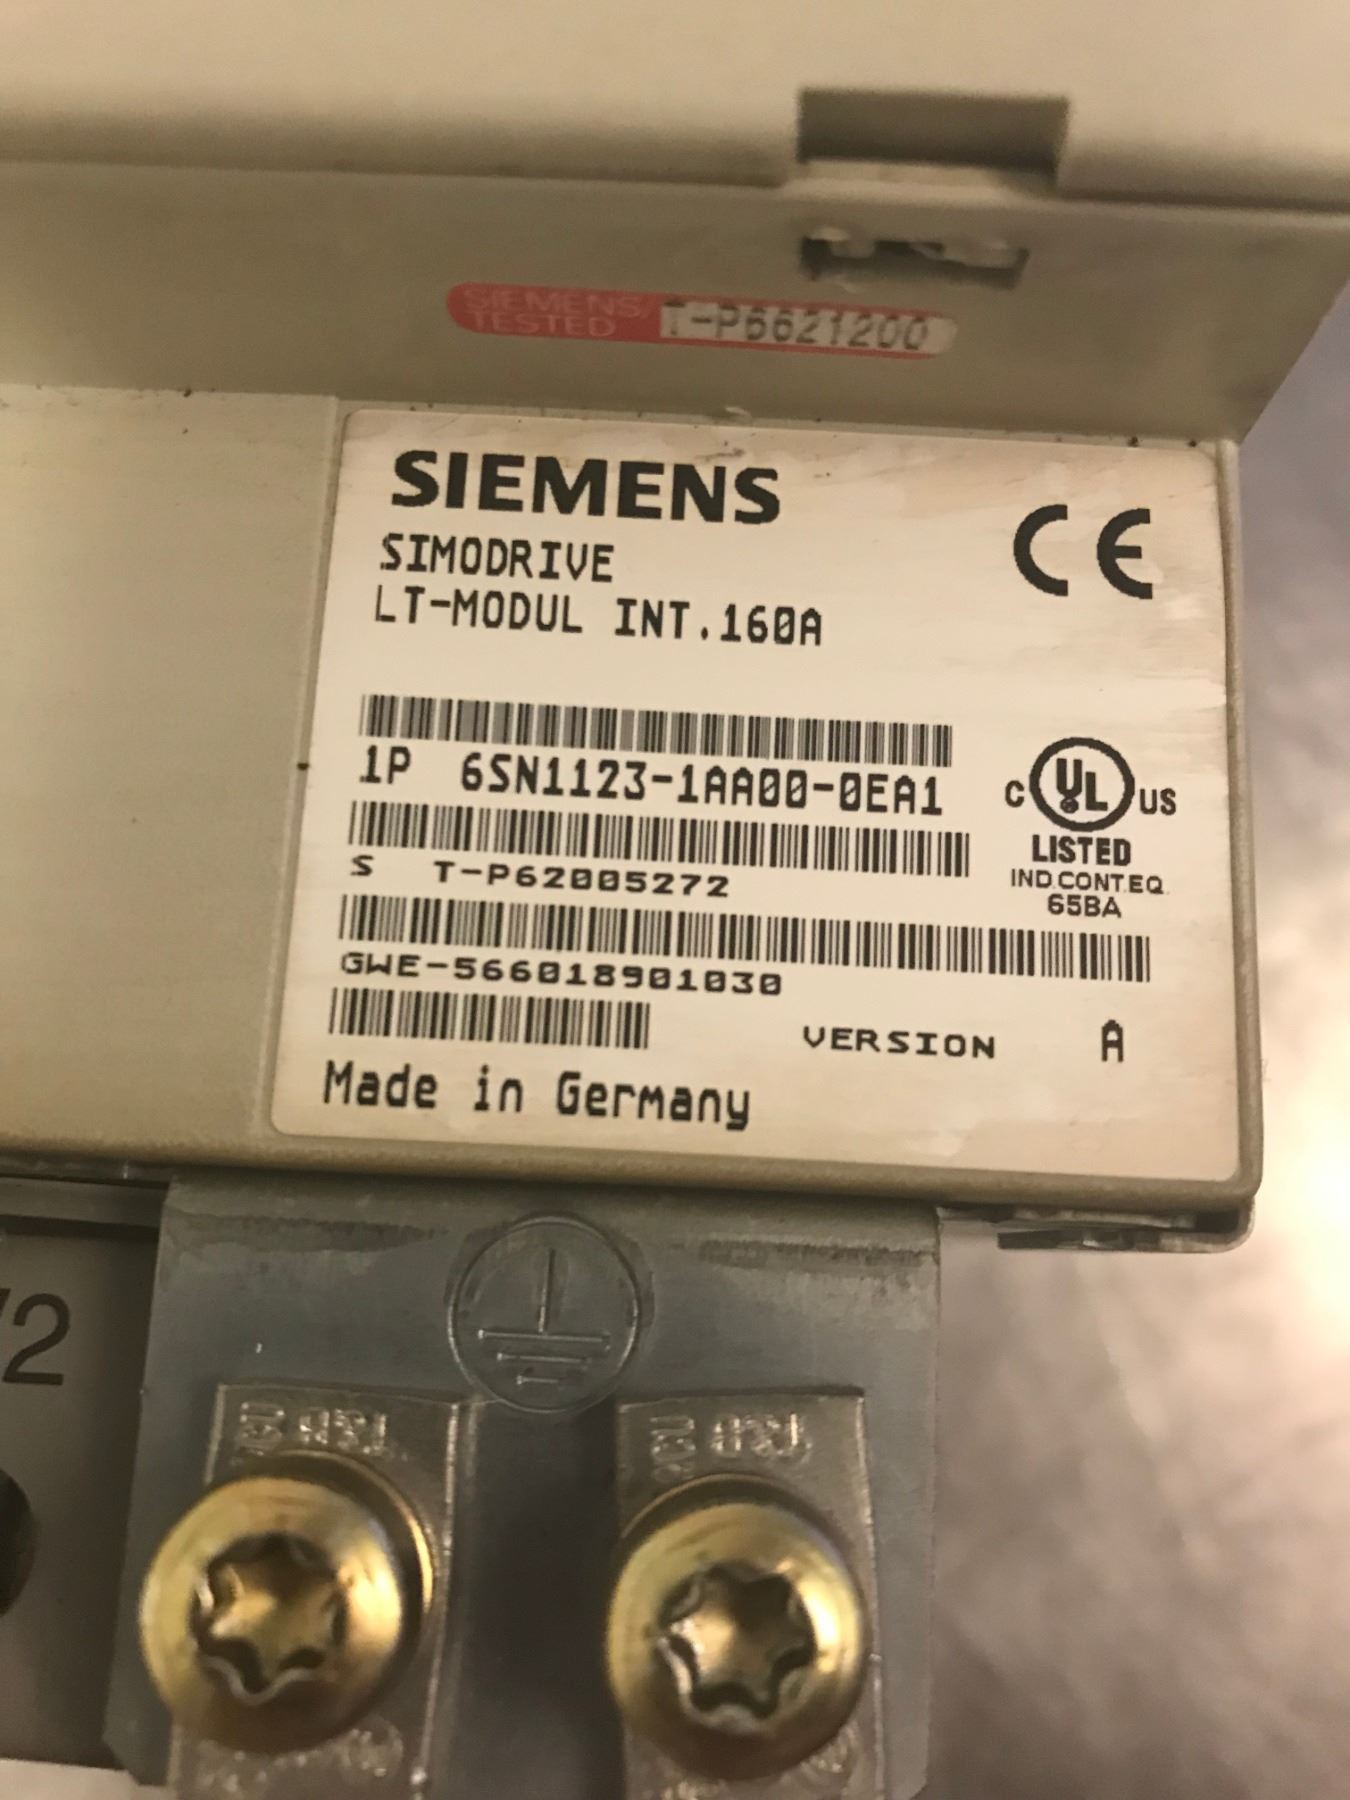 SIEMENS/
TESTED T-P6621200
SIEMENS
CE
SIMODRIVE
LT-MODUL INT.160A
1P 6SN1123-1AA00-0EA1
C UL US
LISTED
IND.CONT.EQ.
65BA
S T-P62005272
GWE-566018901030
VERSION A
Made in Germany
/2